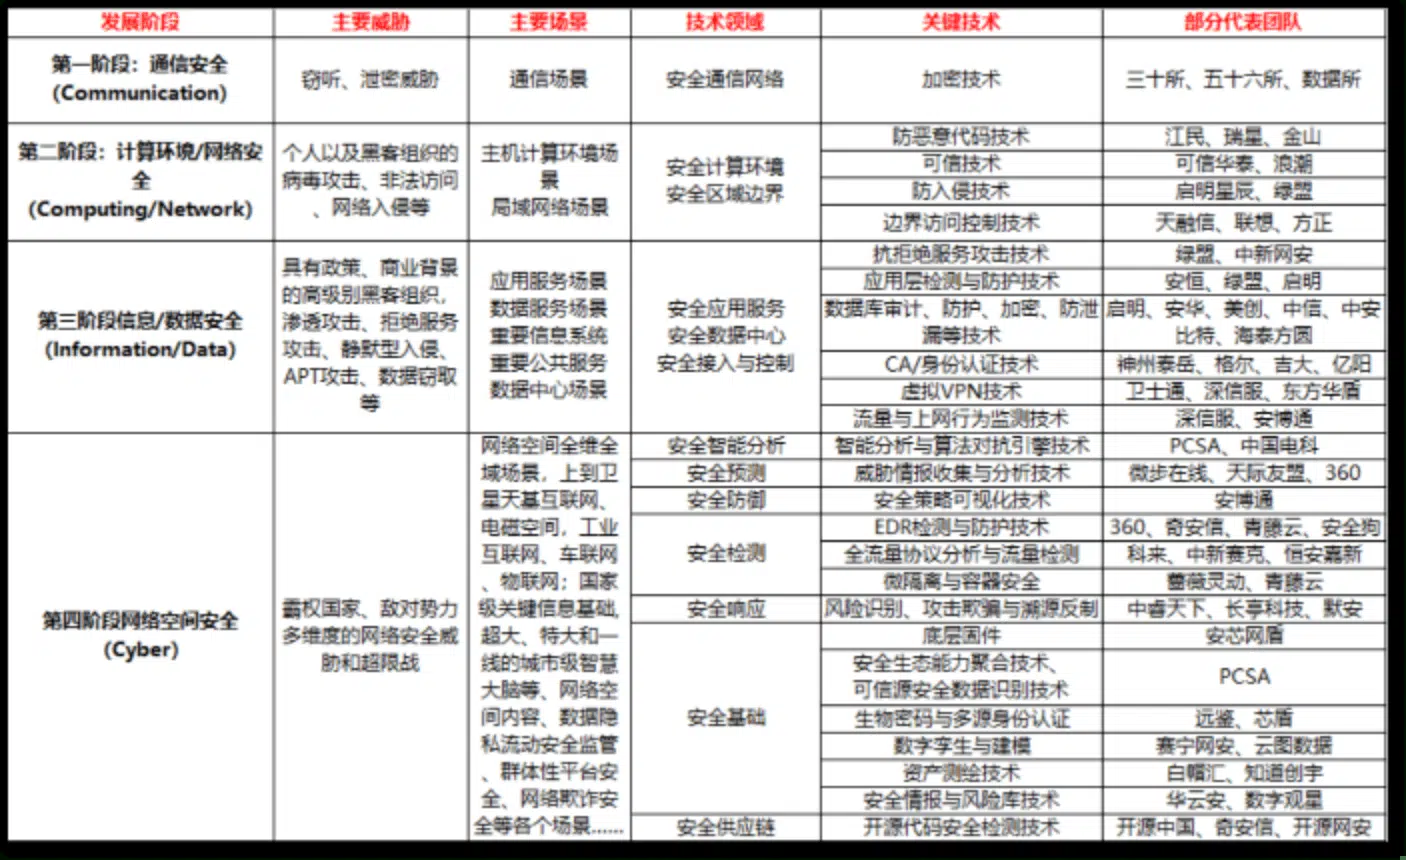 发展阶段
主要威胁
主要场景
技术领域
关键技术
部分代表团队
第一阶段：通信安全
(Communication)
窃听、泄密威胁
通信场景
安全通信网络
加密技术
三十所、五十六所、数据所
第二阶段：计算环境/网络安
全
(Computing/Network)
个人以及黑客组织的
病毒攻击、非法访问
、网络入侵等
主机计算环境场
景
局域网络场景
安全计算环境
安全区域边界
防恶意代码技术
江民、瑞星、金山
可信技术
可信华泰、浪潮
防入侵技术
启明星辰、绿盟
边界访问控制技术
天融信、联想、方正
第三阶段信息/数据安全
(Information/Data)
具有政策、商业背景
的高级别黑客组织，
渗透攻击、拒绝服务
攻击、静默型入侵、
APT攻击、数据窃取
等
应用服务场景
数据服务场景
重要信息系统
重要公共服务
数据中心场景
安全应用服务
安全数据中心
安全接入与控制
抗拒绝服务攻击技术
绿盟、中新网安
应用层检测与防护技术
安恒、绿盟、启明
数据库审计、防护、加密、防泄
漏等技术
启明、安华、美创、中信、中安
比特、海泰方圆
CA/身份认证技术
神州泰岳、格尔、吉大、亿阳
虚拟VPN技术
卫士通、深信服、东方华盾
流量与上网行为监测技术
深信服、安博通
第四阶段网络空间安全
(Cyber)
霸权国家、敌对势力
多维度的网络安全威
胁和超限战
网络空间全维全
域场景，上到卫
星天基互联网、
电磁空间，工业
互联网、车联网
、物联网；国家
级关键信息基础,
超大、特大和一
线的城市级智慧
大脑等、网络空
间内容、数据隐
私流动安全监管
、群体性平台安
全、网络欺诈安
全等各个场景......
安全智能分析
智能分析与算法对抗引擎技术
PCSA、中国电科
安全预测
威胁情报收集与分析技术
微步在线、天际友盟、360
安全防御
安全策略可视化技术
安博通
安全检测
EDR检测与防护技术
360、奇安信、青藤云、安全狗
全流量协议分析与流量检测
科来、中新赛克、恒安嘉新
微隔离与容器安全
蔷薇灵动、青藤云
安全响应
风险识别、攻击欺骗与溯源反制
中睿天下、长亭科技、默安
安全基础
底层固件
安芯网盾
安全生态能力聚合技术、
可信源安全数据识别技术
PCSA
生物密码与多源身份认证
远鉴、芯盾
数字孪生与建模
赛宁网安、云图数据
资产测绘技术
白帽汇、知道创宇
安全情报与风险库技术
华云安、数字观星
安全供应链
开源代码安全检测技术
开源中国、奇安信、开源网安